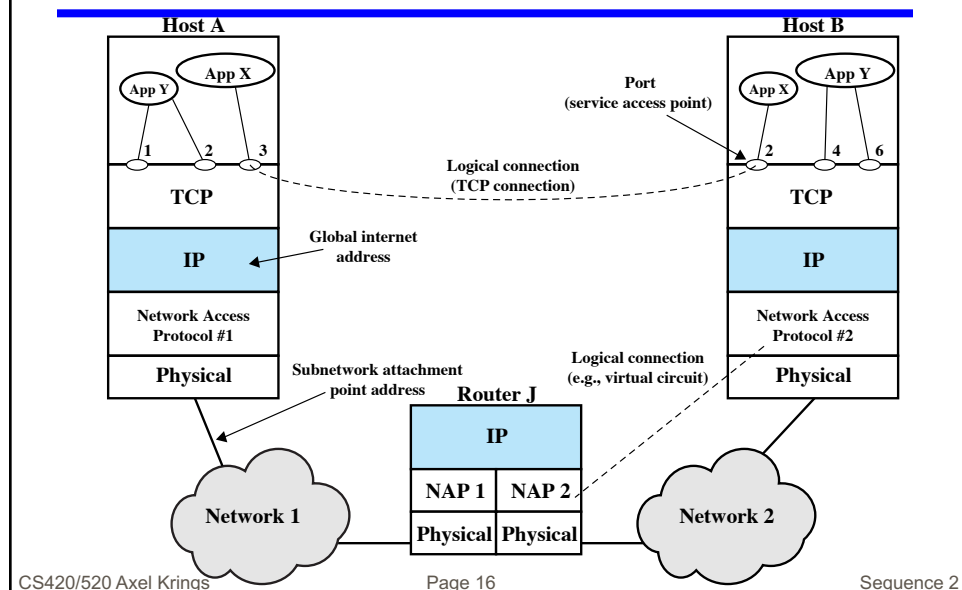 Host A
Host B
App X
App Y
App X
App Y
Port
(service access point)
1
2
3
2
4
6
Logical connection
(TCP connection)
TCP
TCP
Global internet
address
IP
IP
Network Access
Protocol #1
Network Access
Protocol #2
Subnetwork attachment
point address
Logical connection
(e.g., virtual circuit)
Physical
Physical
Router J
IP
NAP 1
NAP 2
Network 1
Network 2
Physical
Physical
CS420/520 Axel Krings
Page 16
Sequence 2